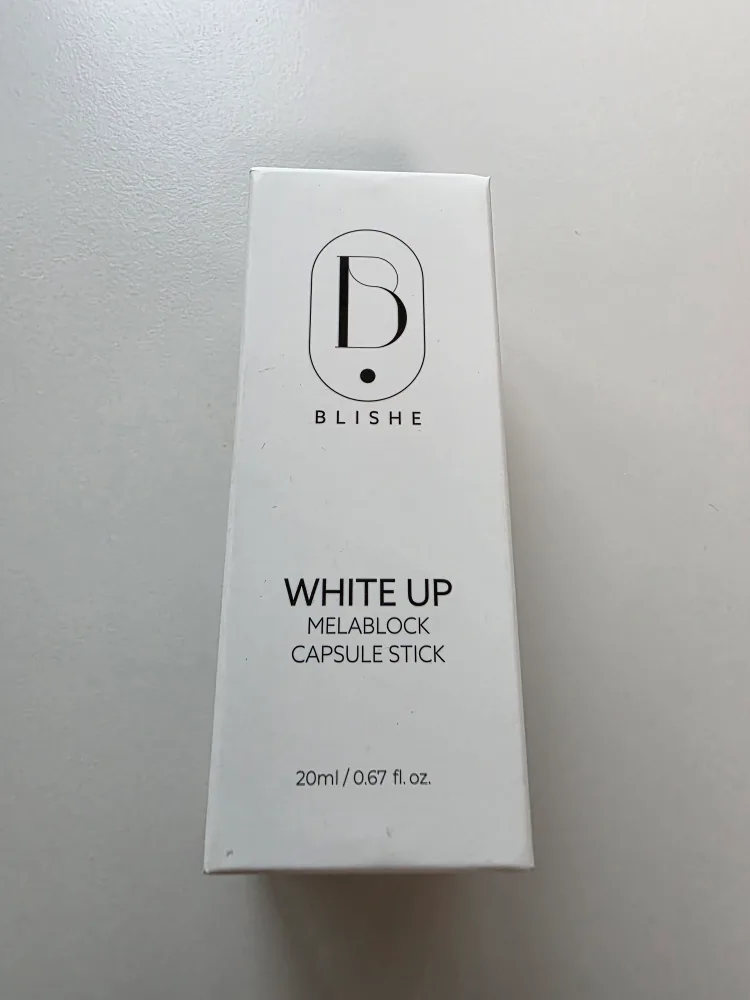 B
BLISHE
WHITE UP
MELABLOCK
CAPSULE STICK
20ml / 0.67 fl. oz.